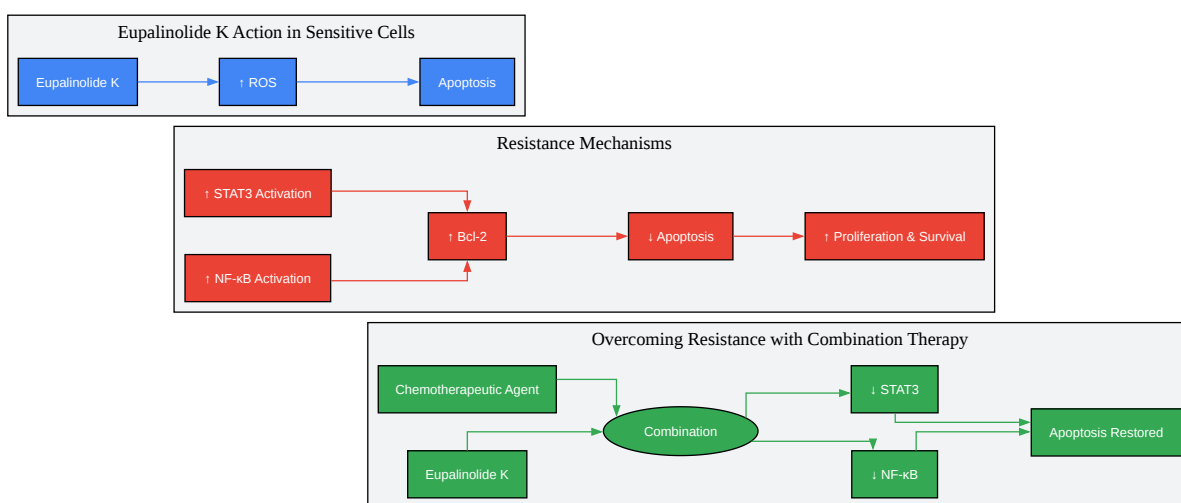 Eupalinolide K Action in Sensitive Cells
Eupalinolide K
↑ ROS
Apoptosis
Resistance Mechanisms
↑ STAT3 Activation
↑ NF-κB Activation
↑ Bcl-2
↓ Apoptosis
↑ Proliferation & Survival
Overcoming Resistance with Combination Therapy
Chemotherapeutic Agent
Eupalinolide K
Combination
↓ STAT3
↓ NF-κB
Apoptosis Restored